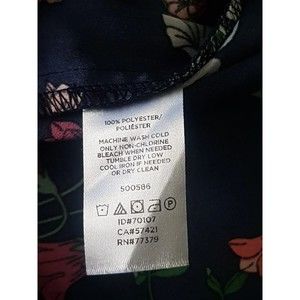 100% POLYESTER/
POLIÉSTER
MACHINE WASH COLD
ONLY NON-CHLORINE
BLEACH WHEN NEEDED
TUMBLE DRY LOW
COOL IRON IF NEEDED
OR DRY CLEAN
500586
ID#70107
CA#57421
RN#77379